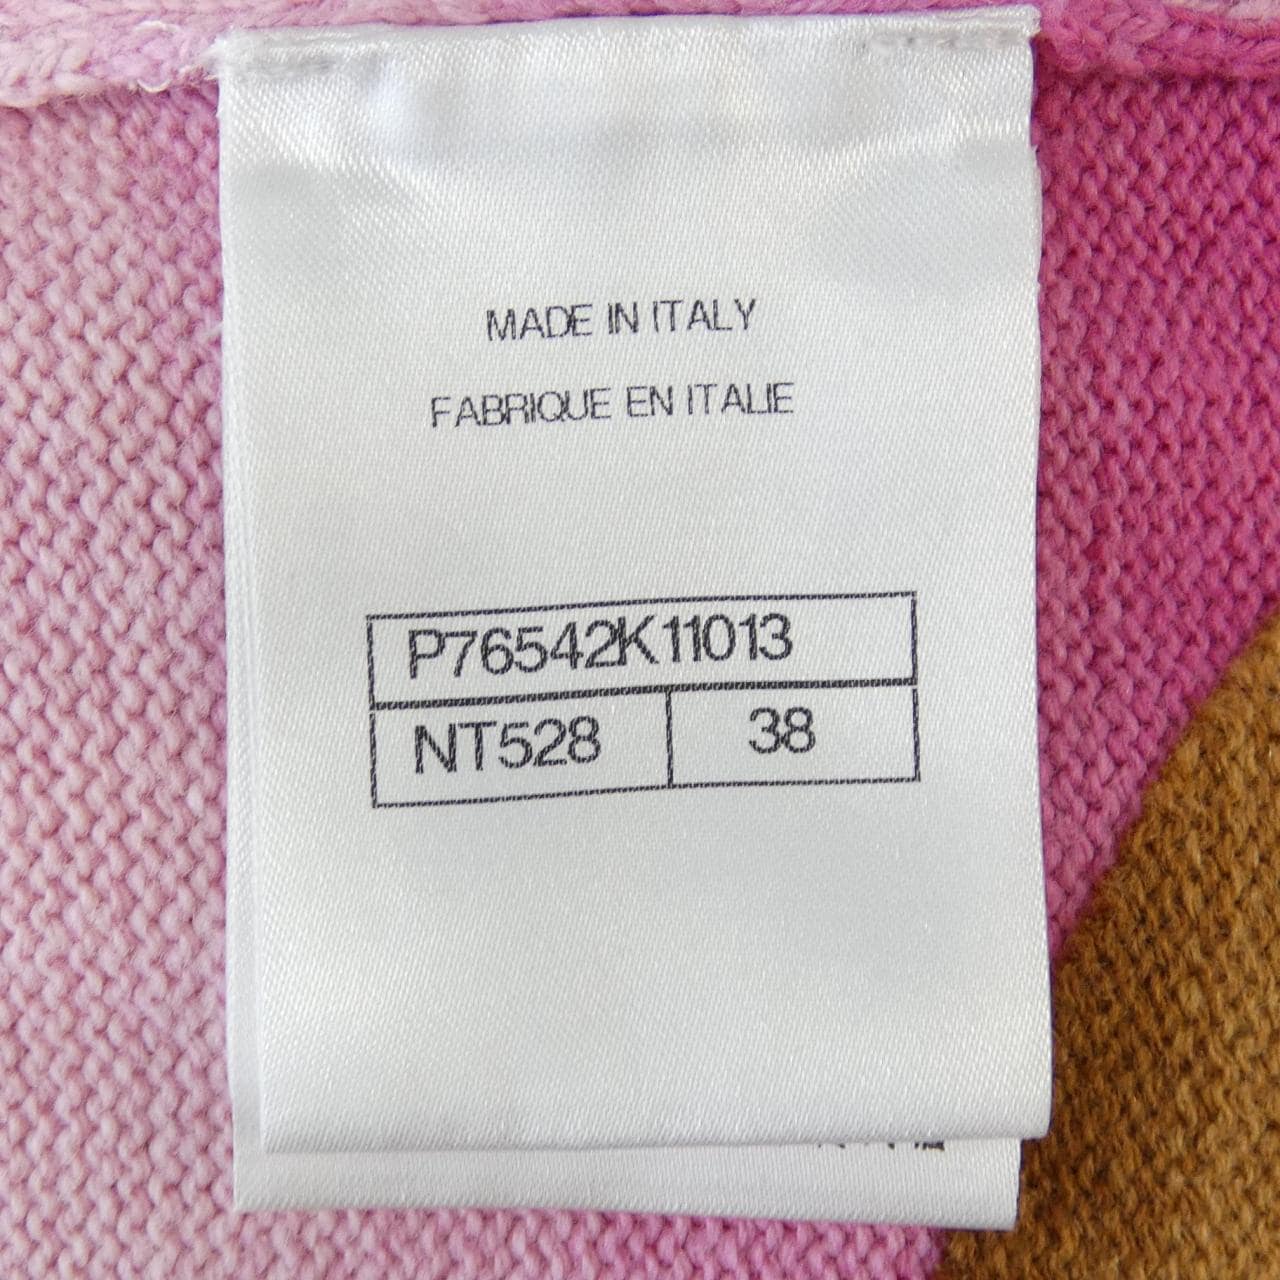 MADE IN ITALY
FABRIQUE EN ITALIE
P76542K11013
NT528 38